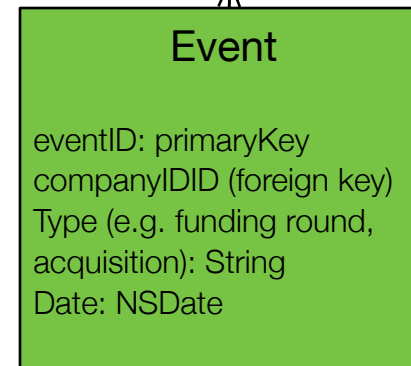 Event
eventID: primaryKey
companyIDID (foreign key)
Type (e.g. funding round,
acquisition): String
Date: NSDate